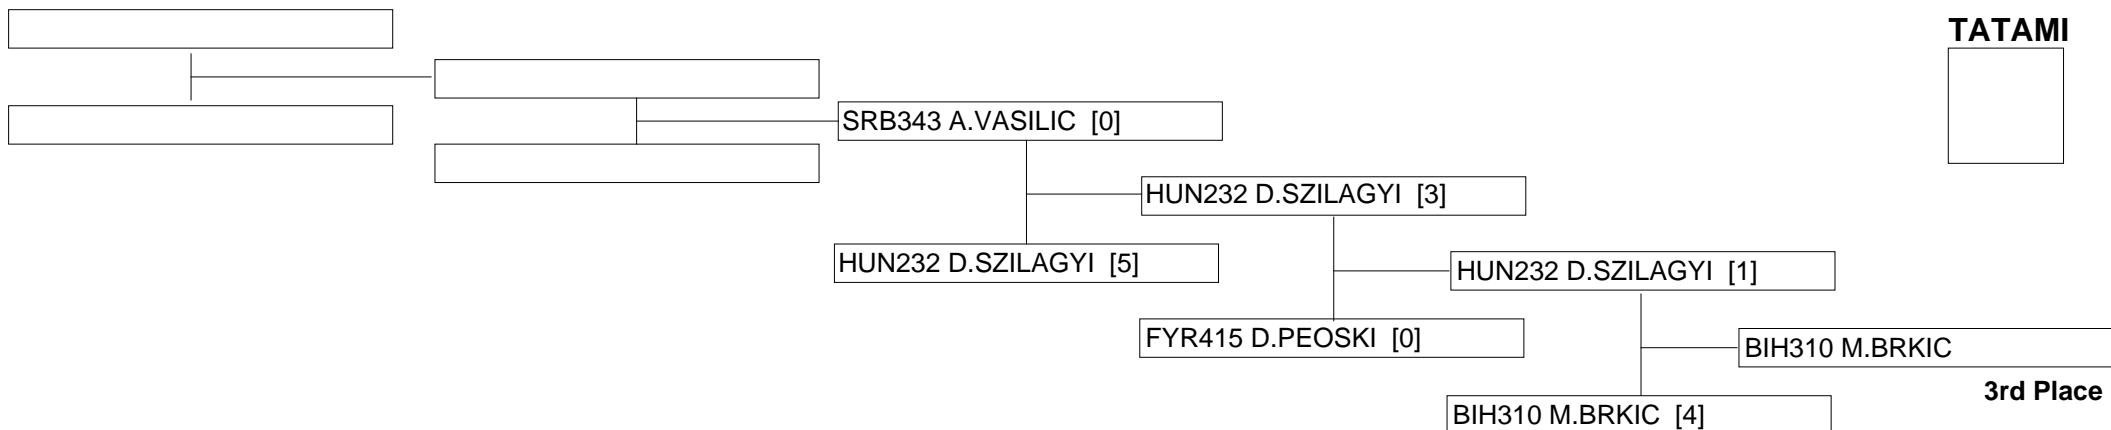 TATAMI
SRB343 A.VASILIC [0]
HUN232 D.SZILAGYI [3]
HUN232 D.SZILAGYI [5]
HUN232 D.SZILAGYI [1]
FYR415 D.PEOSKI [0]
BIH310 M.BRKIC
3rd Place
BIH310 M.BRKIC [4]